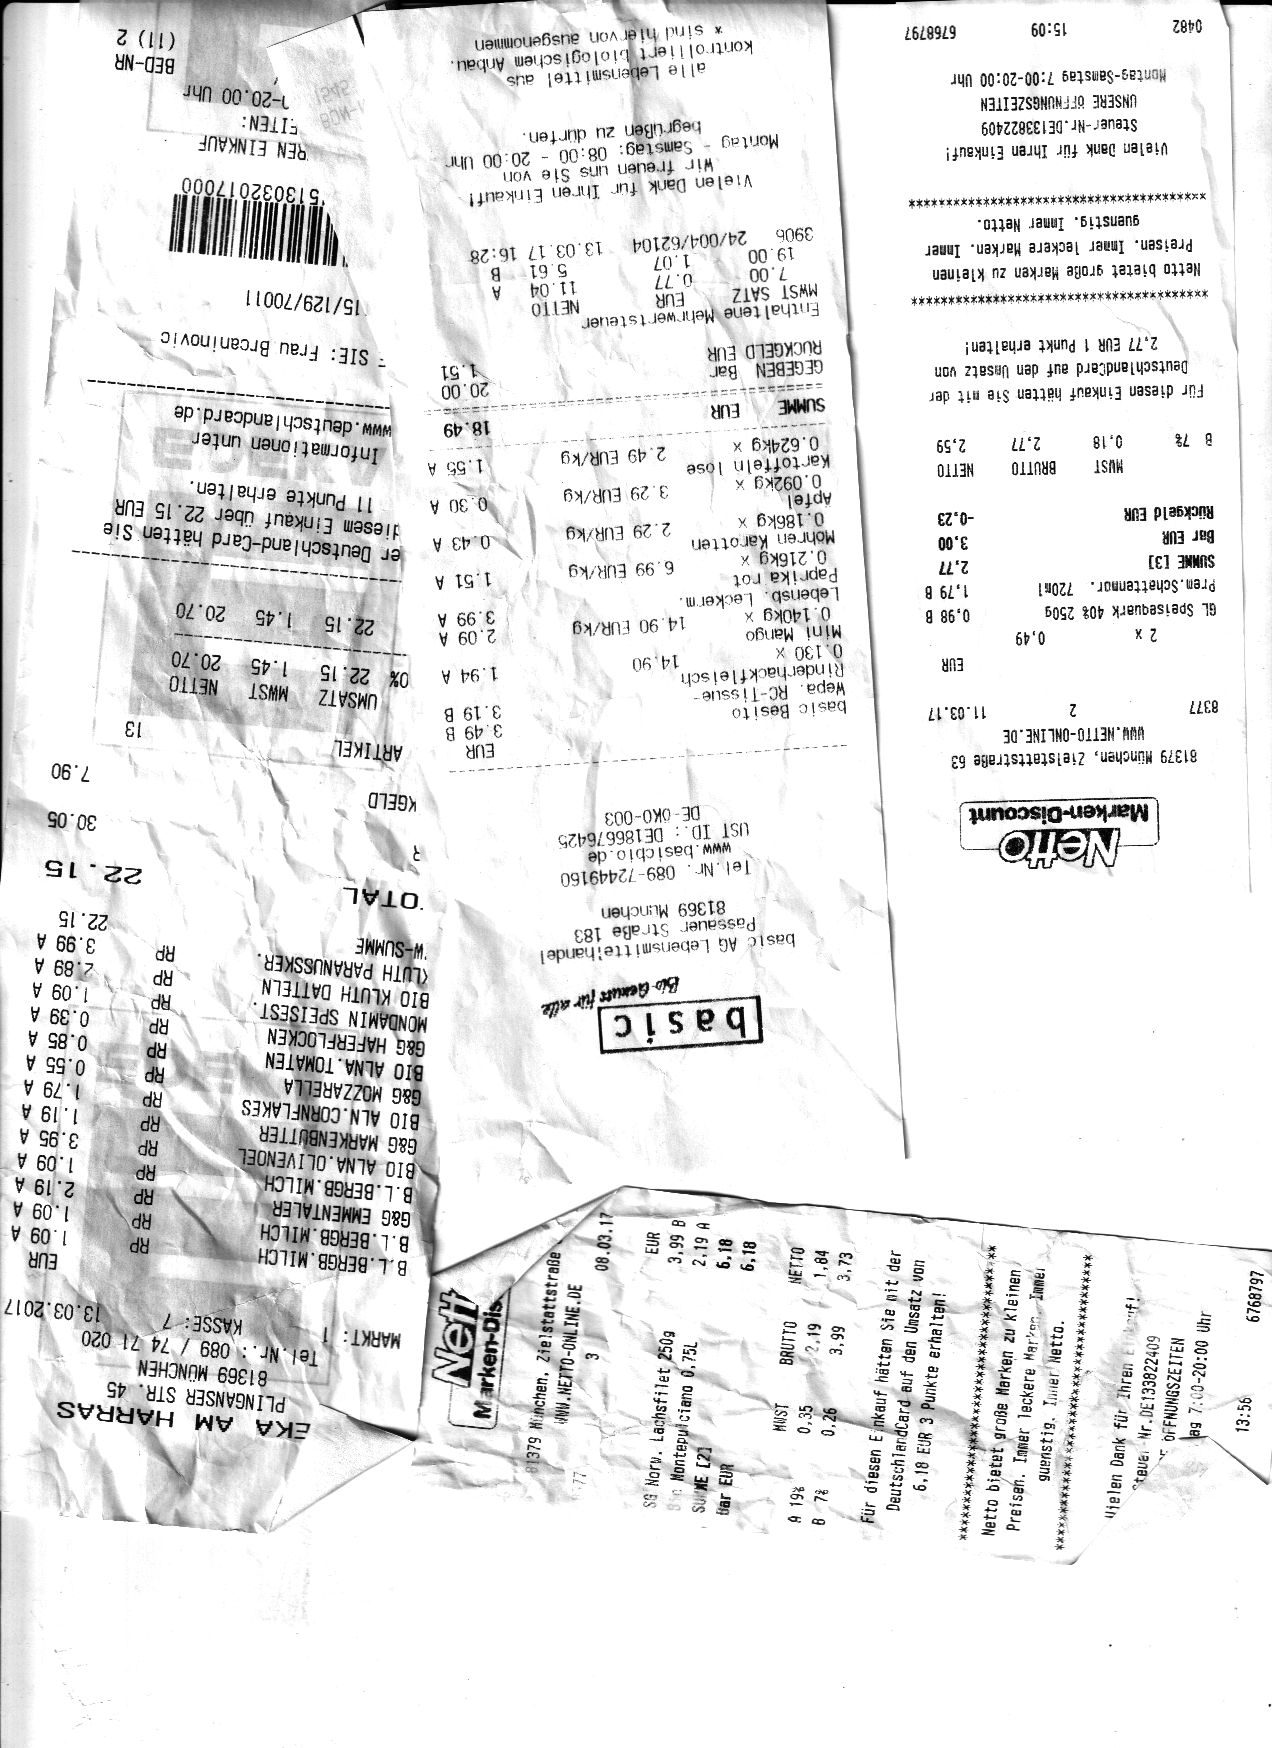 EKA AM HARRAS
PLINGANSER STR. 45
81369 MÜNCHEN
Tel.Nr.: 089 / 74 71 020
MARKT: 1 KASSE: 7 13.03.2017
EUR
B.L.BERGB.MILCH 1.09 A
B.L.BERGB.MILCH RP 1.09 A
G&G EMMENTALER RP 2.19 A
B.L.BERGB.MILCH RP 1.09 A
BIO ALNA.OLIVENOEL RP 3.95 A
G&G MARKENBUTTER RP 1.19 A
BIO ALN.CORNFLAKES RP 1.79 A
G&G MOZZARELLA RP 0.55 A
BIO ALNA.TOMATEN RP 0.85 A
G&G HAFERFLOCKEN RP 0.39 A
MONDAMIN SPEISEST. RP 1.09 A
BIO KLUTH DATTELN RP 2.89 A
KLUTH PARANUSSKER. RP 3.99 A
W-SUMME 22.15
OTAL 22.15
R 30.05
KGELD 7.90
ARTIKEL 13
UMSATZ MWST NETTO
0% 22.15 1.45 20.70
22.15 1.45 20.70
er Deutschland-Card hätten Sie
diesem Einkauf über 22.15 EUR
11 Punkte erhalten.
Informationen unter
www.deutschlandcard.de
SIE: Frau Brcaninovic
15/129/70011
513032017000
REN EINKAUF
EITEN:
-20.00 Uhr
BED-NR
(11) 2
basic
Bio-Genuss für alle
basic AG Lebensmittelhandel
Passauer Straße 183
81369 München
Tel.Nr. 089-72449160
www.basicbio.de
UST ID.: DE186676425
DE-ÖKO-003
EUR
basic Besito 3.49 B
Wepa. RC-Tissue- 3.19 B
Rinderhackfleisch
0.130 x 14.90 1.94 A
Mini Mango
0.140kg x 14.90 EUR/kg 2.09 A
Lebensb. Leckerm. 3.99 A
Paprika rot
0.216kg x 6.99 EUR/kg 1.51 A
Möhren Karotten
0.186kg x 2.29 EUR/kg 0.43 A
Äpfel
0.092kg x 3.29 EUR/kg 0.30 A
Kartoffeln lose
0.624kg x 2.49 EUR/kg 1.55 A
SUMME EUR 18.49
GEGEBEN Bar 20.00
RÜCKGELD EUR 1.51
Enthaltene Mehrwertsteuer
MWST SATZ EUR NETTO
7.00 0.77 11.04 A
19.00 1.07 5.61 B
3906 24/004/62104 13.03.17 16:28
Vielen Dank für Ihren Einkauf!
Wir freuen uns Sie von
Montag - Samstag: 08:00 - 20:00 Uhr
begrüßen zu dürfen.
alle Lebensmittel aus
kontrolliert biologischem Anbau.
* sind hiervon ausgenommen
Netto
Marken-Discount
81379 München, Zielstattstraße 63
WWW.NETTO-ONLINE.DE
8377 2 11.03.17
EUR
2 x 0,49
GL Speisequark 40% 250g 0,98 B
Prem.Schattenmor. 720ml 1,79 B
SUMME [3] 2,77
Bar EUR 3,00
Rückgeld EUR -0,23
MWST BRUTTO NETTO
B 7% 0,18 2,77 2,59
Für diesen Einkauf hätten Sie mit der
DeutschlandCard auf den Umsatz von
2,77 EUR 1 Punkt erhalten!
****************************************
Netto bietet große Marken zu kleinen
Preisen. Immer leckere Marken. Immer
guenstig. Immer Netto.
****************************************
Vielen Dank für Ihren Einkauf!
Steuer-Nr.DE133822409
UNSERE ÖFFNUNGSZEITEN
Montag-Samstag 7:00-20:00 Uhr
0482 15:09 6768797
Nett
Marken-Dis
81379 München, Zielstattstraße
WWW.NETTO-ONLINE.DE
77 3 08.03.17
EUR
SG Norw. Lachsfilet 250g 3,99 B
Montepulciano 0,75L 2,19 A
SUMME [2] 6,18
Bar EUR 6,18
MWST BRUTTO NETTO
A 19% 0,35 2,19 1,84
B 7% 0,26 3,99 3,73
Für diesen Einkauf hätten Sie mit der
DeutschlandCard auf den Umsatz von
6,18 EUR 3 Punkte erhalten!
****************************************
Netto bietet große Marken zu kleinen
Preisen. Immer leckere Marken. Immer
guenstig. Immer Netto.
****************************************
Vielen Dank für Ihren
Steuer-Nr.DE133822409
ÖFFNUNGSZEITEN
ag 7:00-20:00 Uhr
13:56 6768797